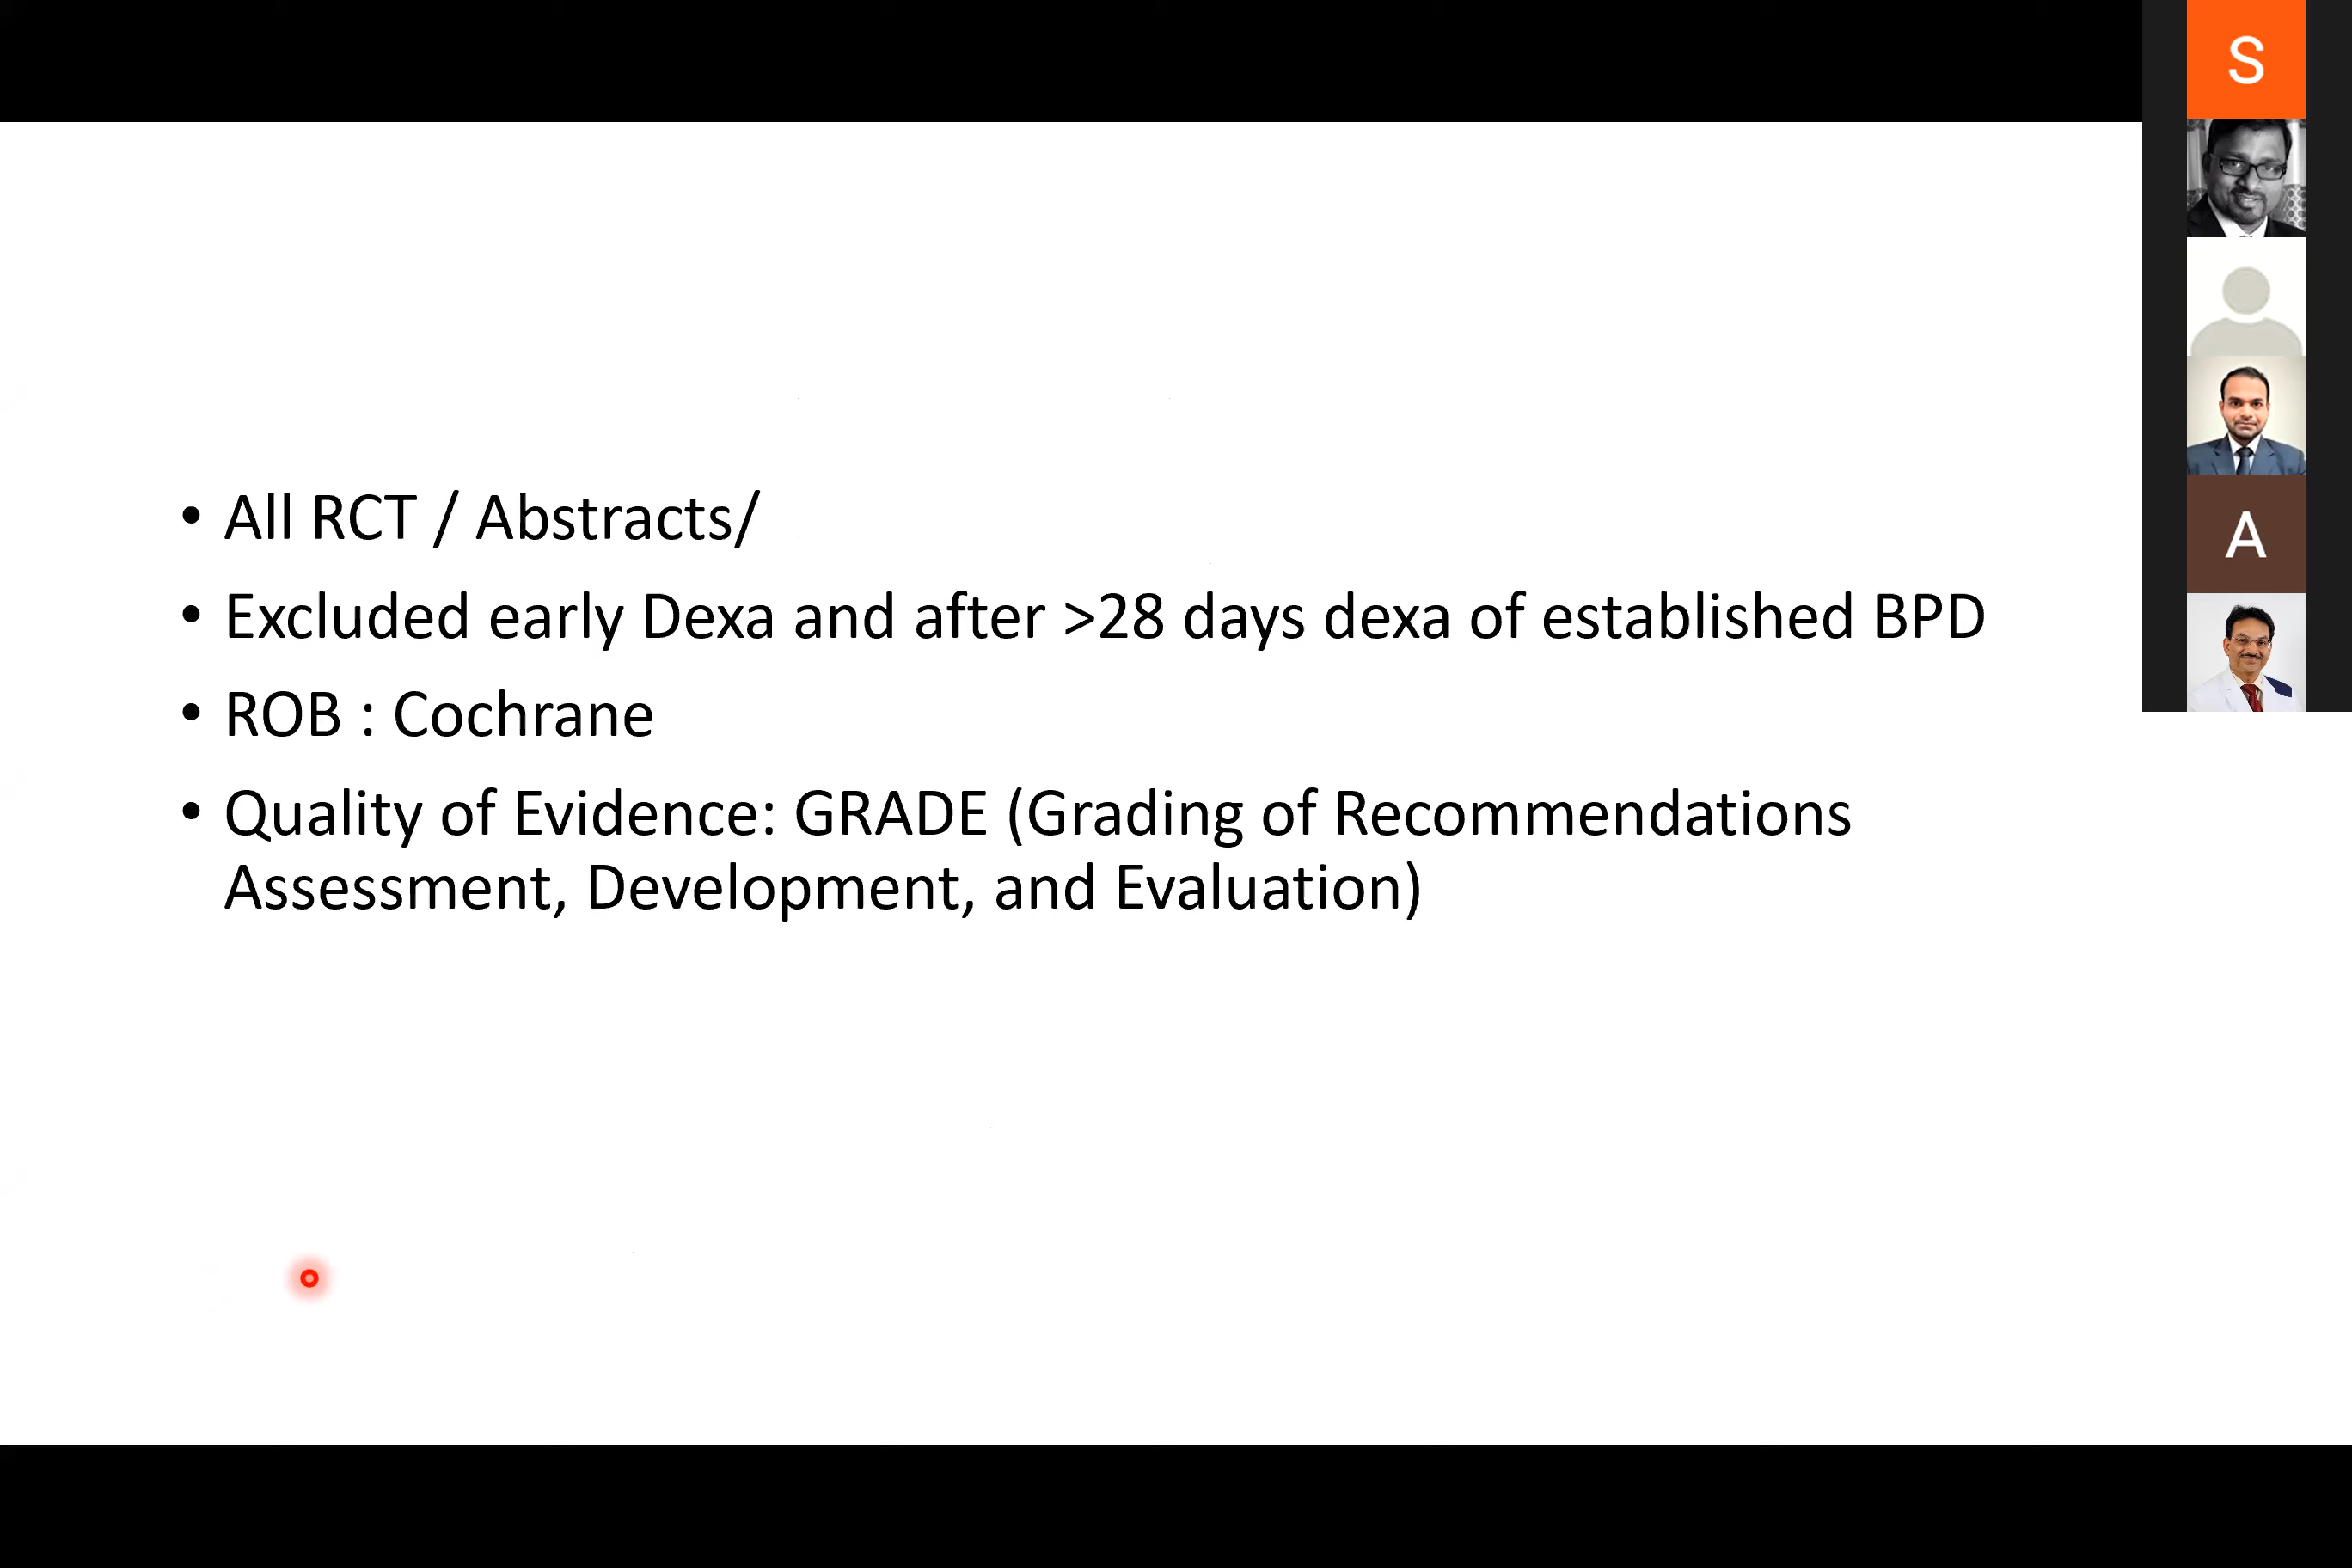 • All RCT / Abstracts/
• Excluded early Dexa and after >28 days dexa of established BPD
• ROB : Cochrane
• Quality of Evidence: GRADE (Grading of Recommendations
Assessment, Development, and Evaluation)
S
A